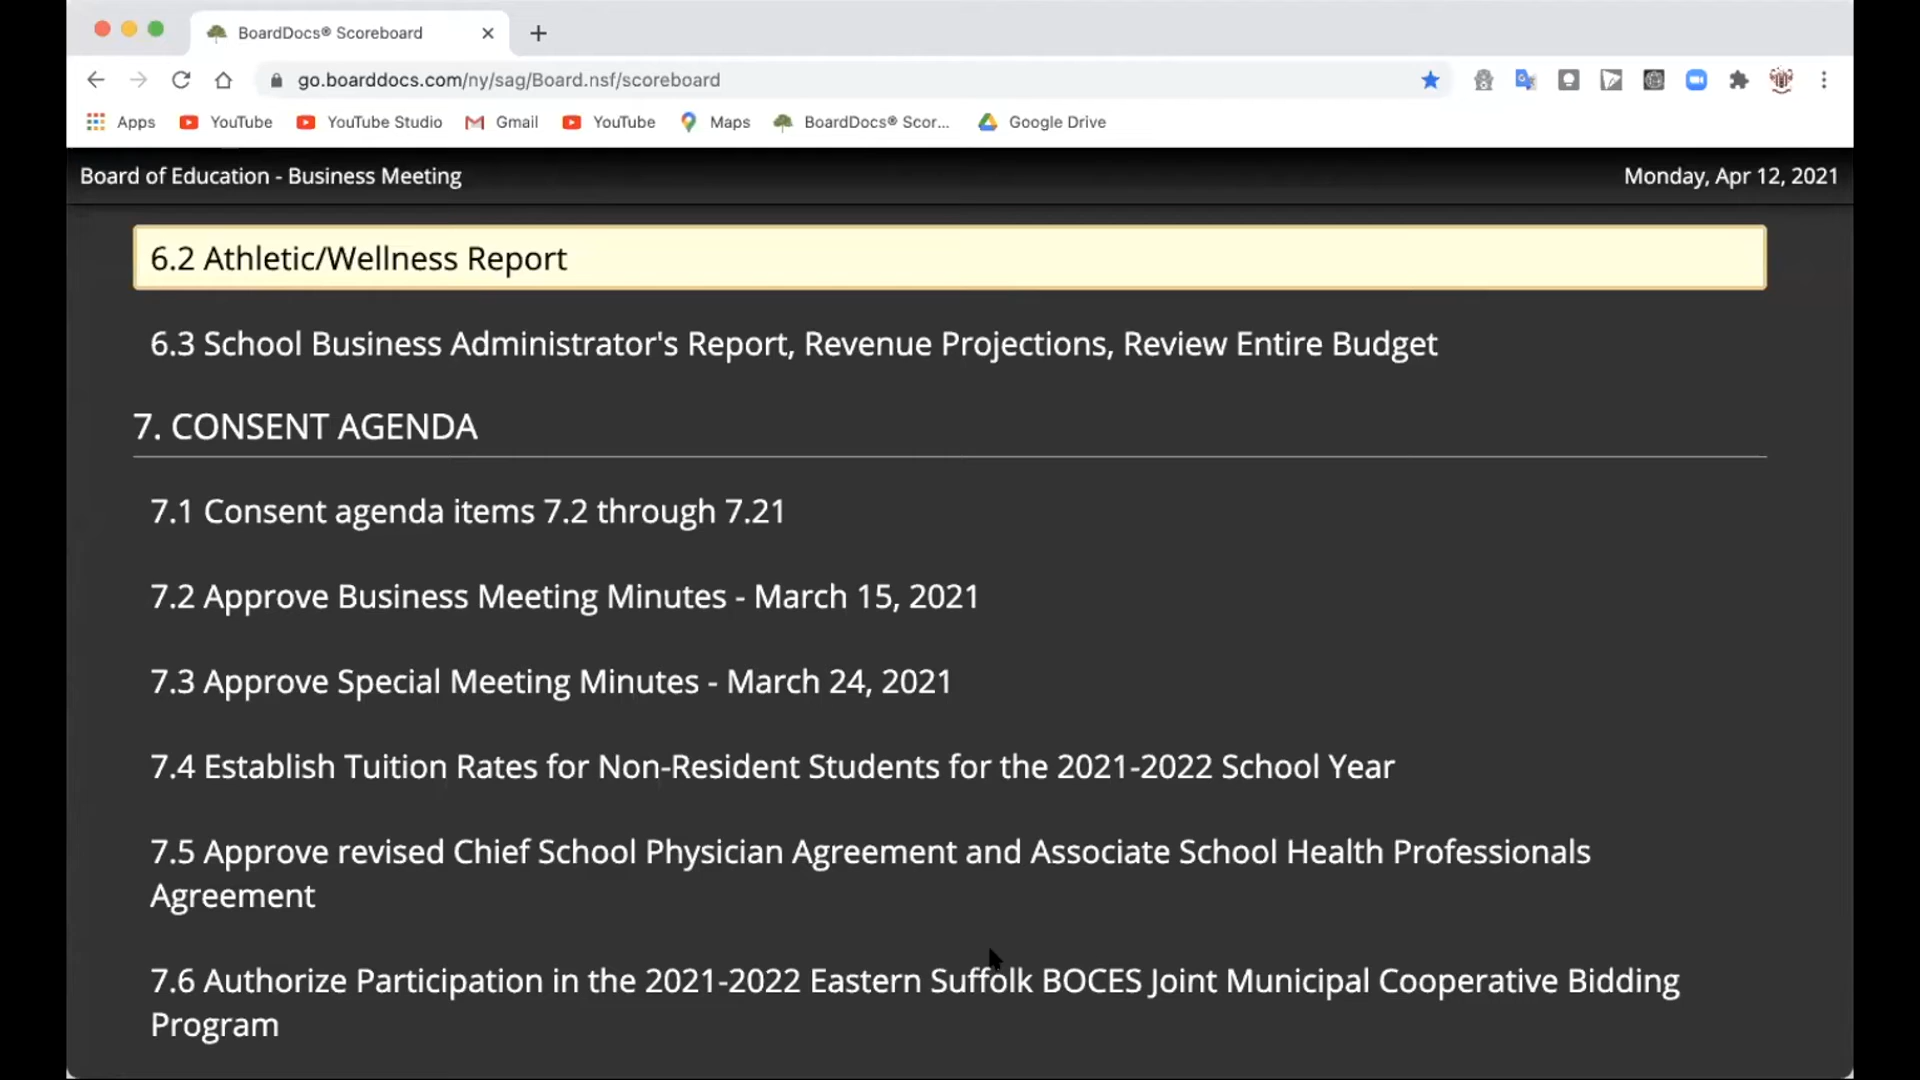 BoardDocs® Scoreboard
go.boarddocs.com/ny/sag/Board.nsf/scoreboard
Apps YouTube YouTube Studio Gmail YouTube Maps BoardDocs® Scor... Google Drive
Board of Education - Business Meeting Monday, Apr 12, 2021
6.2 Athletic/Wellness Report
6.3 School Business Administrator's Report, Revenue Projections, Review Entire Budget
7. CONSENT AGENDA
7.1 Consent agenda items 7.2 through 7.21
7.2 Approve Business Meeting Minutes - March 15, 2021
7.3 Approve Special Meeting Minutes - March 24, 2021
7.4 Establish Tuition Rates for Non-Resident Students for the 2021-2022 School Year
7.5 Approve revised Chief School Physician Agreement and Associate School Health Professionals
Agreement
7.6 Authorize Participation in the 2021-2022 Eastern Suffolk BOCES Joint Municipal Cooperative Bidding
Program